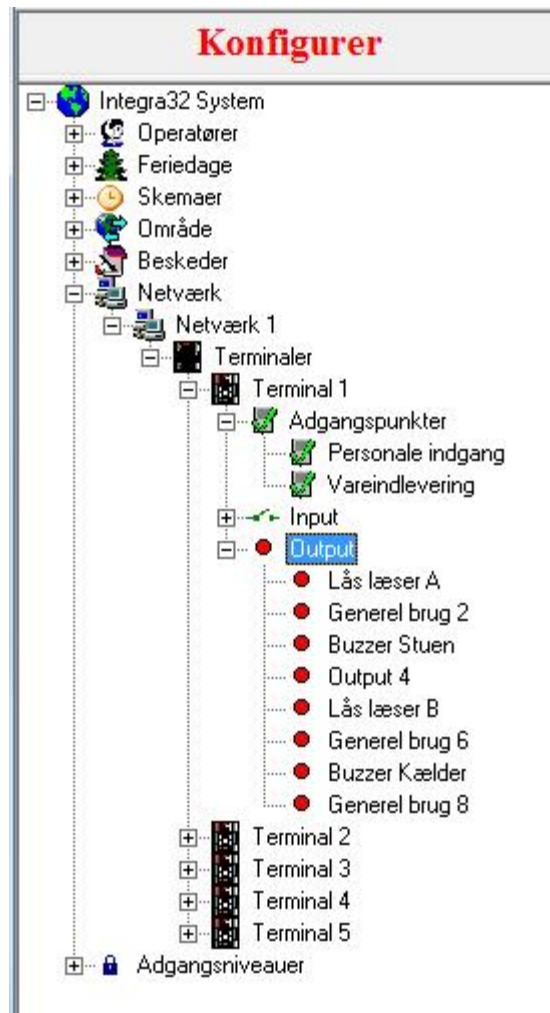 Konfigurer
Integra32 System
Operatører
Feriedage
Skemaer
Område
Beskeder
Netværk
Netværk 1
Terminaler
Terminal 1
Adgangspunkter
Personale indgang
Vareindlevering
Input
Output
Lås læser A
Generel brug 2
Buzzer Stuen
Output 4
Lås læser B
Generel brug 6
Buzzer Kælder
Generel brug 8
Terminal 2
Terminal 3
Terminal 4
Terminal 5
Adgangsniveauer